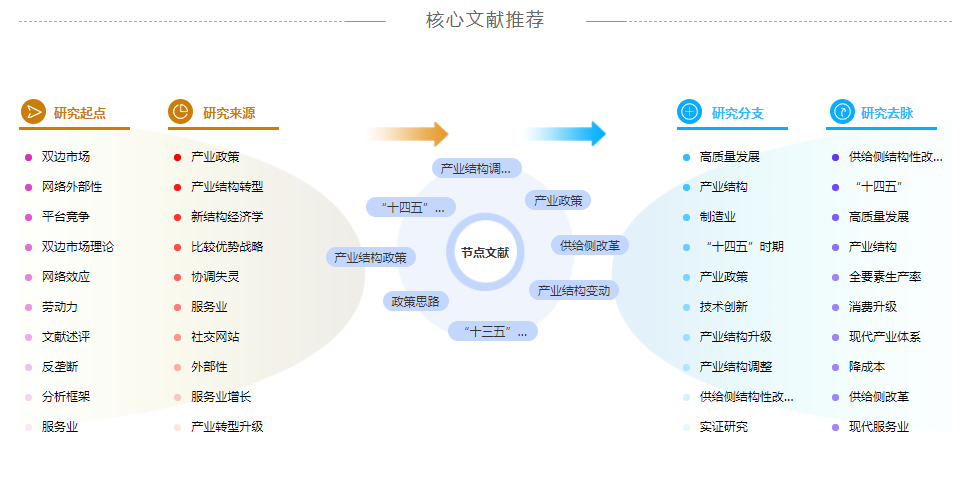 核心文献推荐
研究起点
双边市场
网络外部性
平台竞争
双边市场理论
网络效应
劳动力
文献述评
反垄断
分析框架
服务业
研究来源
产业政策
产业结构转型
新结构经济学
比较优势战略
协调失灵
服务业
社交网站
外部性
服务业增长
产业转型升级
产业结构调...
“十四五”...
产业政策
产业结构政策
节点文献
供给侧改革
政策思路
产业结构变动
“十三五”...
研究分支
高质量发展
产业结构
制造业
“十四五”时期
产业政策
技术创新
产业结构升级
产业结构调整
供给侧结构性改...
实证研究
研究去脉
供给侧结构性改...
“十四五”
高质量发展
产业结构
全要素生产率
消费升级
现代产业体系
降成本
供给侧改革
现代服务业